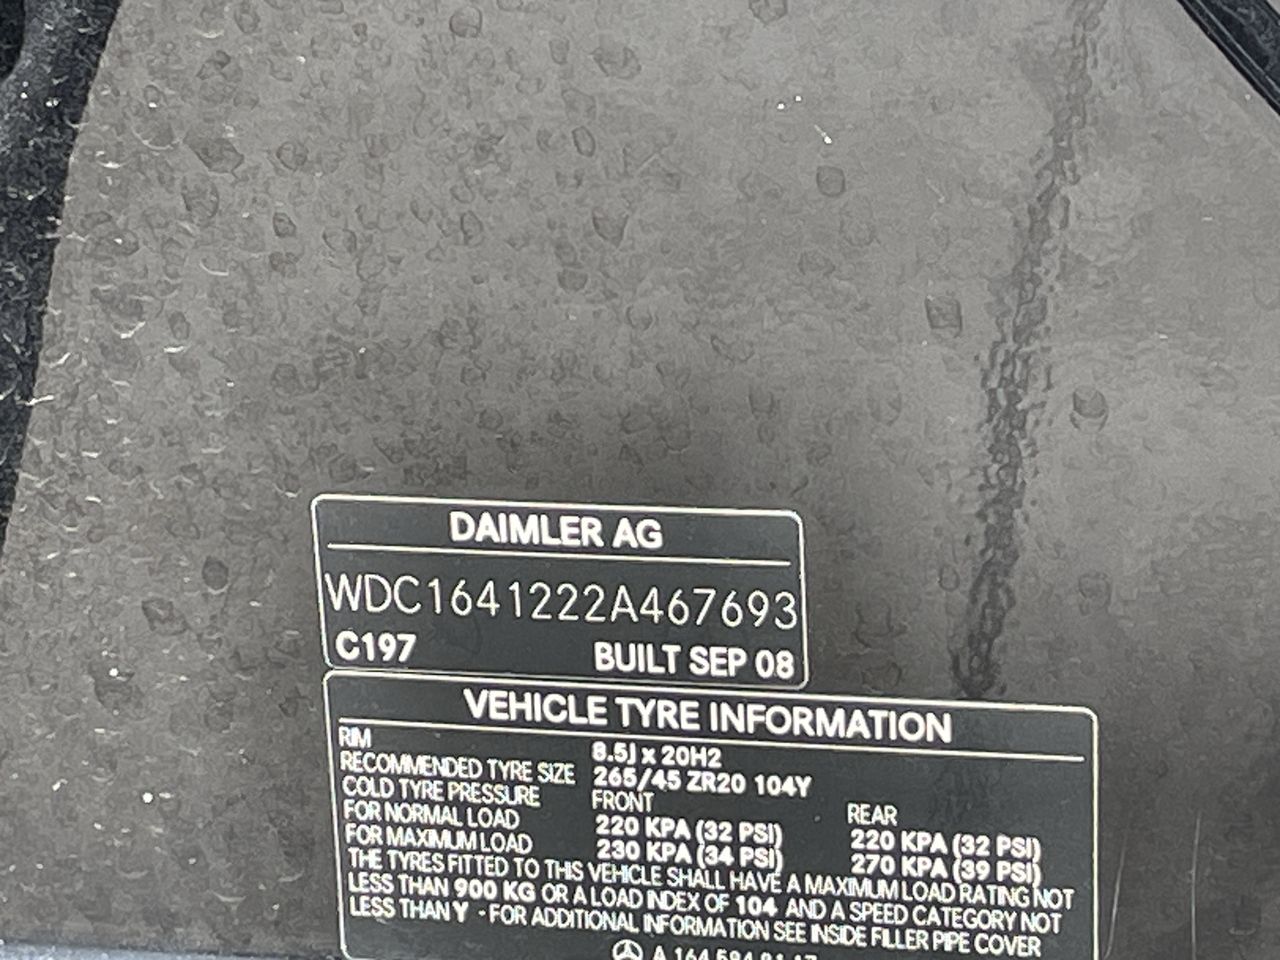 DAIMLER AG
WDC1641222A467693
C197 BUILT SEP 08
VEHICLE TYRE INFORMATION
RIM 8.5J x 20H2
RECOMMENDED TYRE SIZE 265/45 ZR20 104Y
COLD TYRE PRESSURE FRONT REAR
FOR NORMAL LOAD 220 KPA (32 PSI) 220 KPA (32 PSI)
FOR MAXIMUM LOAD 230 KPA (34 PSI) 270 KPA (39 PSI)
THE TYRES FITTED TO THIS VEHICLE SHALL HAVE A MAXIMUM LOAD RATING NOT
LESS THAN 900 KG OR A LOAD INDEX OF 104 AND A SPEED CATEGORY NOT
LESS THAN Y - FOR ADDITIONAL INFORMATION SEE INSIDE FILLER PIPE COVER
A 164 584